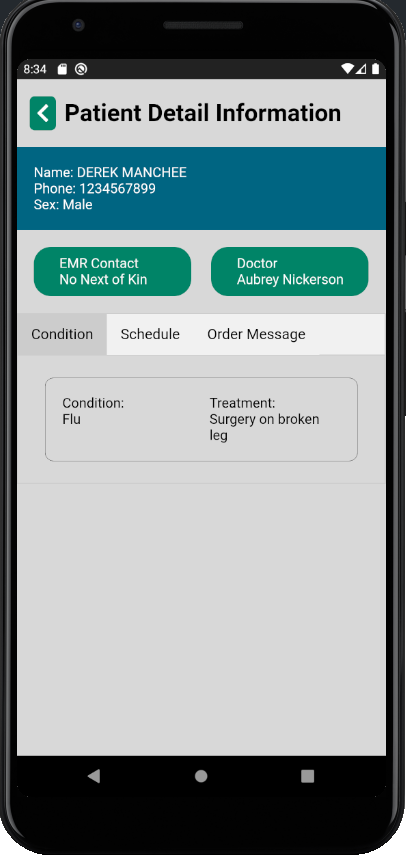 8:34
Patient Detail Information
Name: DEREK MANCHEE
Phone: 1234567899
Sex: Male
EMR Contact
No Next of Kin
Doctor
Aubrey Nickerson
Condition Schedule Order Message
Condition:
Flu
Treatment:
Surgery on broken
leg